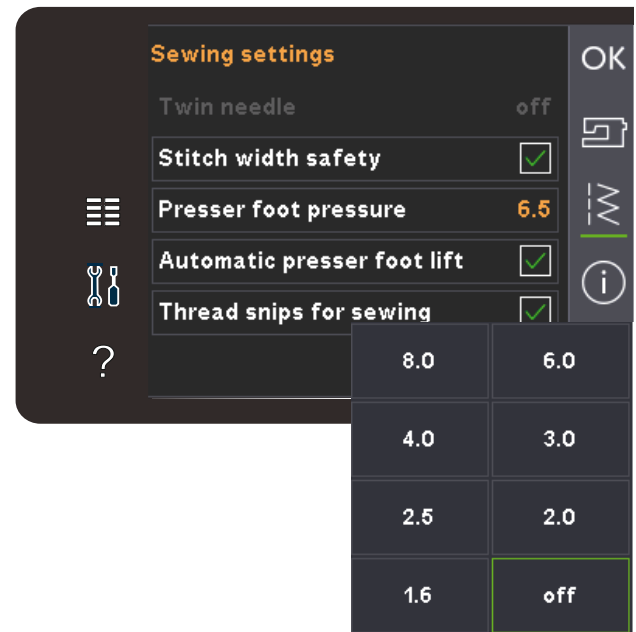 Sewing settings
OK
Twin needle off
Stitch width safety
Presser foot pressure 6.5
Automatic presser foot lift
i
Thread snips for sewing
?
8.0 6.0
4.0 3.0
2.5 2.0
1.6 off